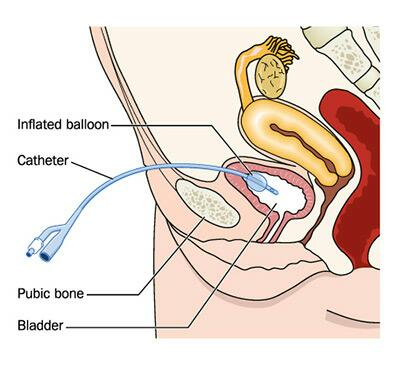 Inflated balloon
Catheter
Pubic bone
Bladder